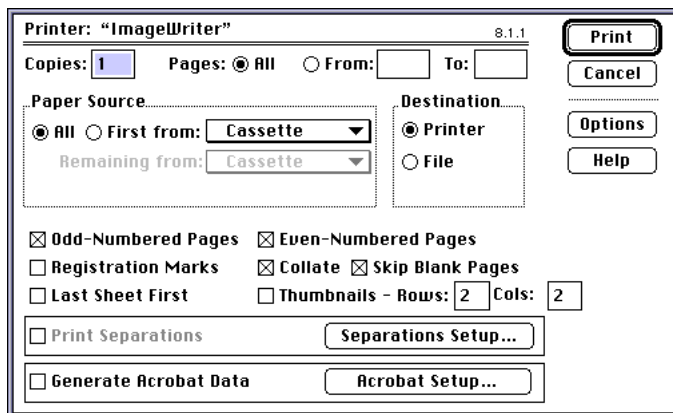 Printer: “ImageWriter” 8.1.1 Print
Copies: 1 Pages: All From: To: Cancel
Paper Source Destination
All First from: Cassette Printer Options
Remaining from: Cassette File Help
Odd-Numbered Pages Even-Numbered Pages
Registration Marks Collate Skip Blank Pages
Last Sheet First Thumbnails - Rows: 2 Cols: 2
Print Separations Separations Setup...
Generate Acrobat Data Acrobat Setup...